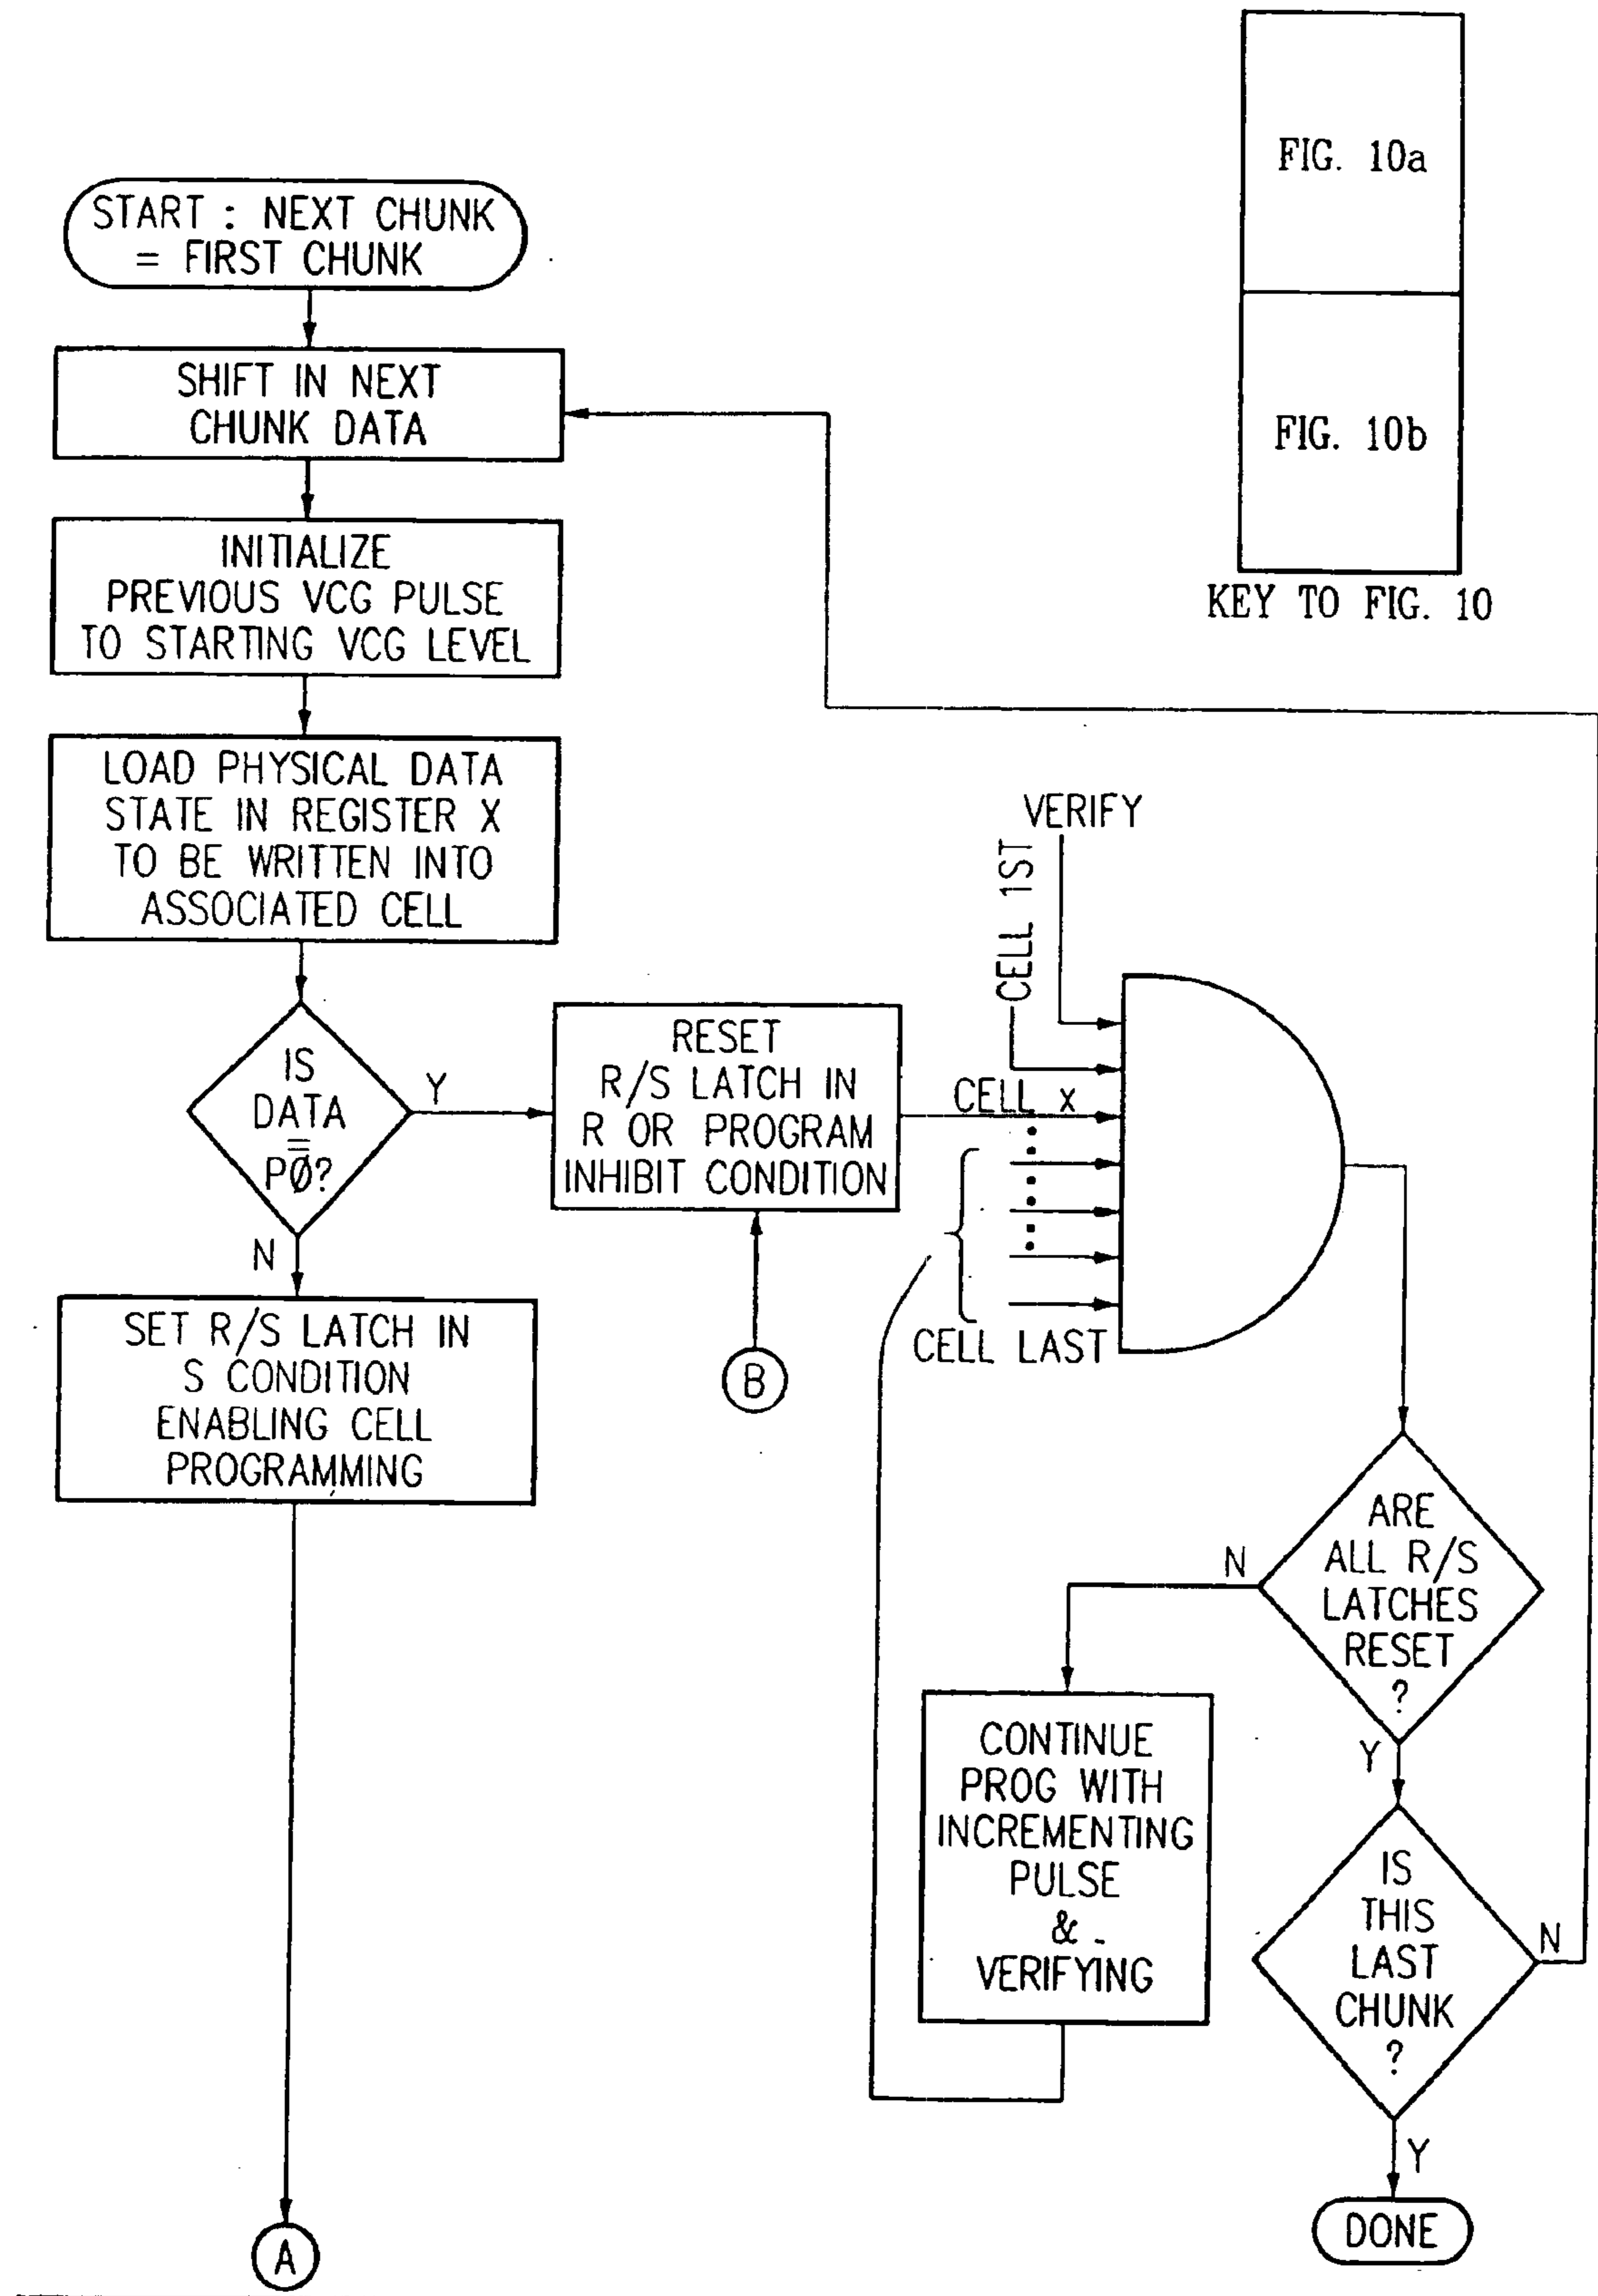 FIG. 10a
FIG. 10b
KEY TO FIG. 10
START : NEXT CHUNK
= FIRST CHUNK
SHIFT IN NEXT
CHUNK DATA
INITIALIZE
PREVIOUS VCG PULSE
TO STARTING VCG LEVEL
LOAD PHYSICAL DATA
STATE IN REGISTER X
TO BE WRITTEN INTO
ASSOCIATED CELL
IS
DATA
=
PØ?
Y
N
RESET
R/S LATCH IN
R OR PROGRAM
INHIBIT CONDITION
B
SET R/S LATCH IN
S CONDITION
ENABLING CELL
PROGRAMMING
A
VERIFY
CELL 1ST
CELL X
CELL LAST
ARE
ALL R/S
LATCHES
RESET
?
N
Y
CONTINUE
PROG WITH
INCREMENTING
PULSE
&
VERIFYING
IS
THIS
LAST
CHUNK
?
N
Y
DONE